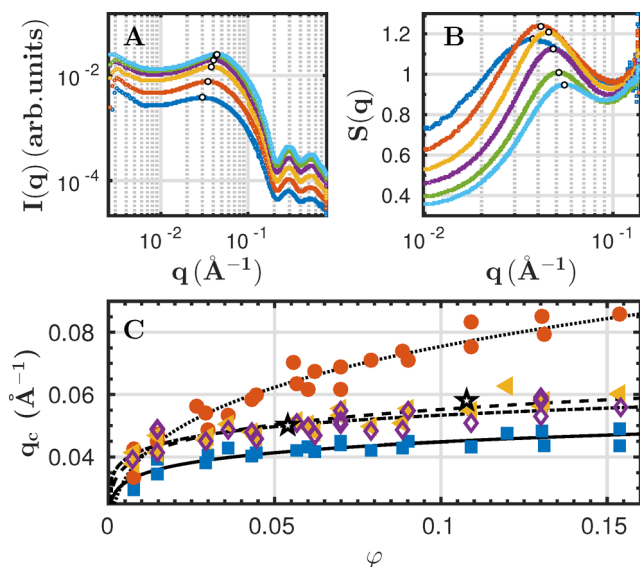 A
B
I(q) (arb.units)
10⁻²
10⁻⁴
10⁻² 10⁻¹
q (Å⁻¹)
S(q)
1.2
1
0.8
0.6
0.4
10⁻² 10⁻¹
q (Å⁻¹)
C
q_c (Å⁻¹)
0.08
0.06
0.04
0 0.05 0.1 0.15
φ